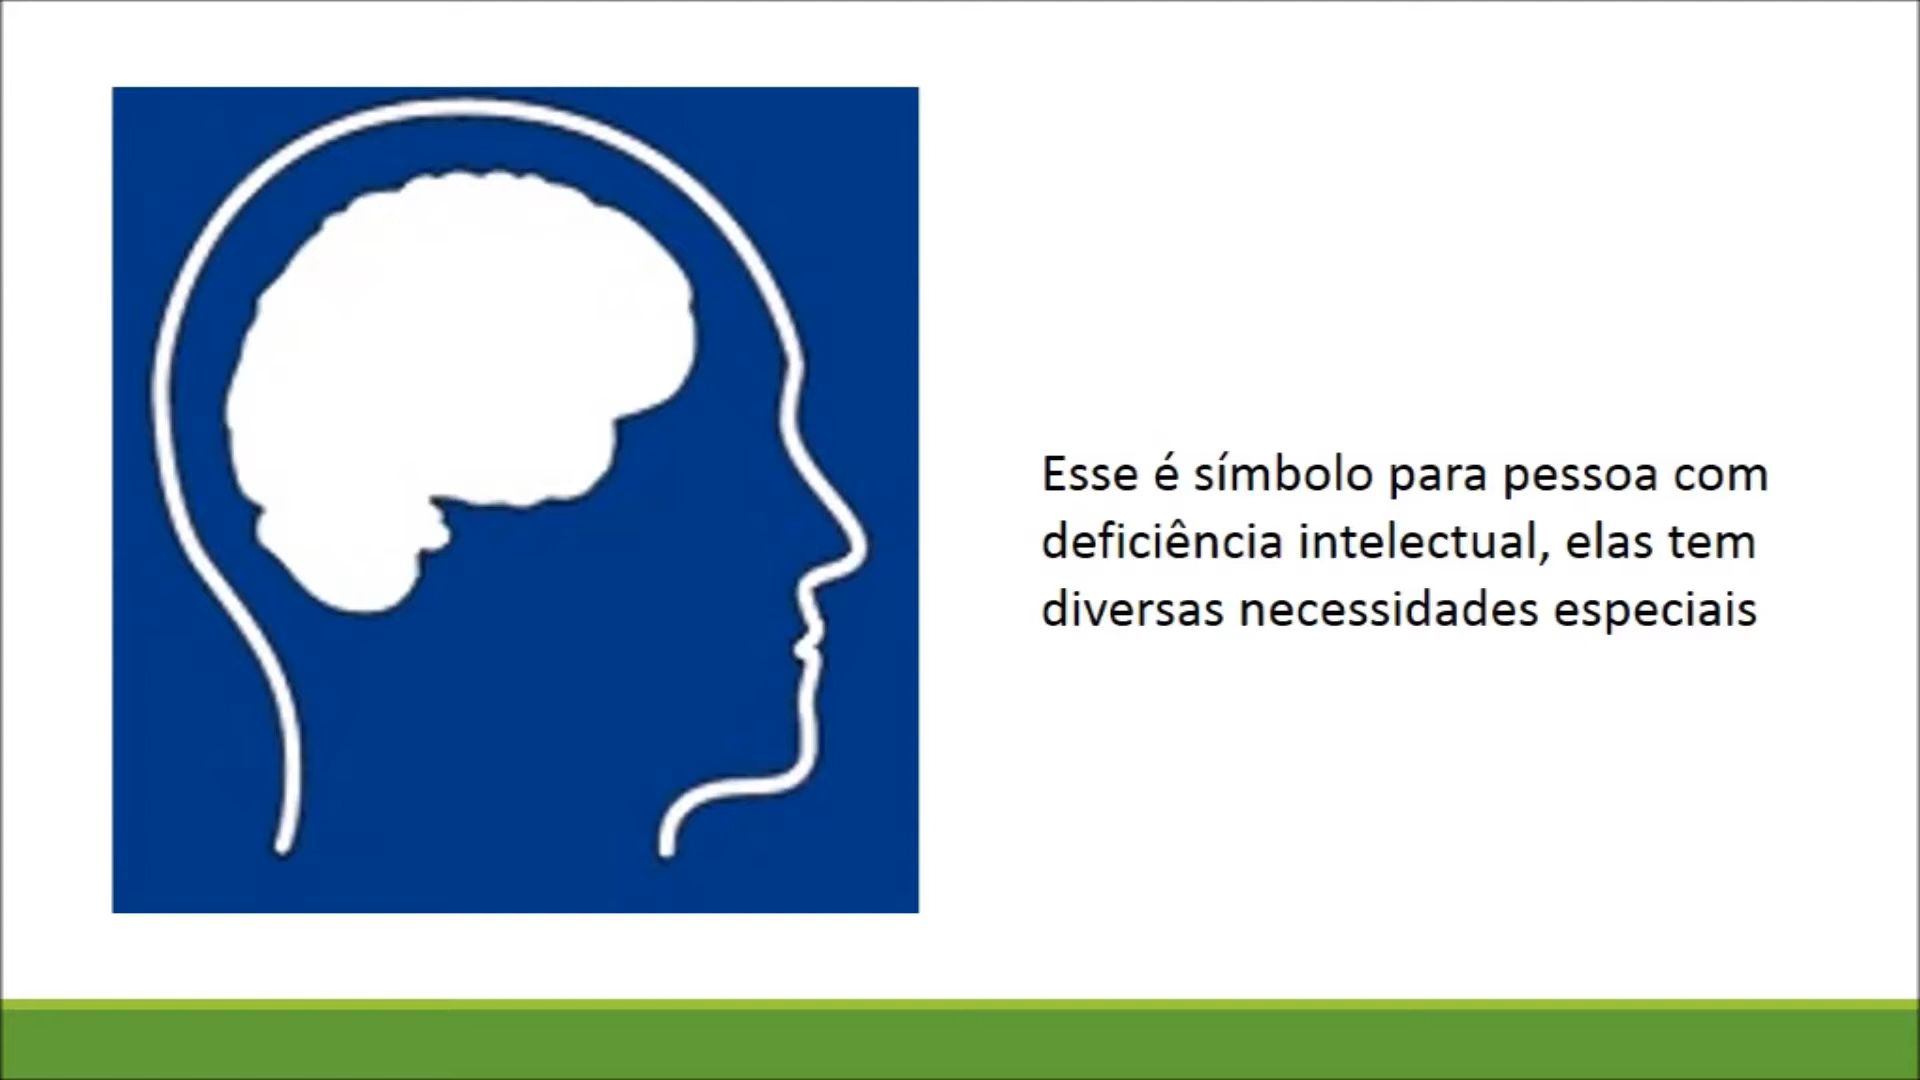 Esse é símbolo para pessoa com
deficiência intelectual, elas tem
diversas necessidades especiais